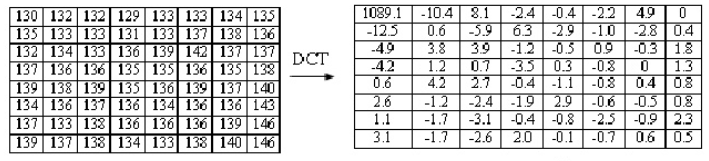 130 132 132 129 133 133 134 135
135 133 133 131 133 137 138 136
132 134 133 136 139 142 137 137
137 136 136 135 135 136 135 138
139 138 139 135 136 139 137 140
134 136 137 136 134 136 136 143
137 133 138 136 136 136 139 146
139 137 138 134 133 138 140 146
DCT
1089.1 -10.4 8.1 -2.4 -0.4 -2.2 4.9 0
-12.5 0.6 -5.9 6.3 -2.9 -1.0 -2.8 0.4
-4.9 3.8 3.9 -1.2 0.5 0.9 -0.3 1.8
-4.2 1.2 0.7 -3.5 0.3 -0.8 0 1.3
0.6 4.2 2.7 -0.4 -1.1 -0.8 0.4 0.8
2.6 -1.2 -2.4 -1.9 2.9 -0.6 -0.5 0.8
1.1 -1.7 -3.1 -0.4 -0.8 -2.5 -0.9 2.3
3.1 -1.7 -2.6 2.0 -0.1 -0.7 0.6 0.5